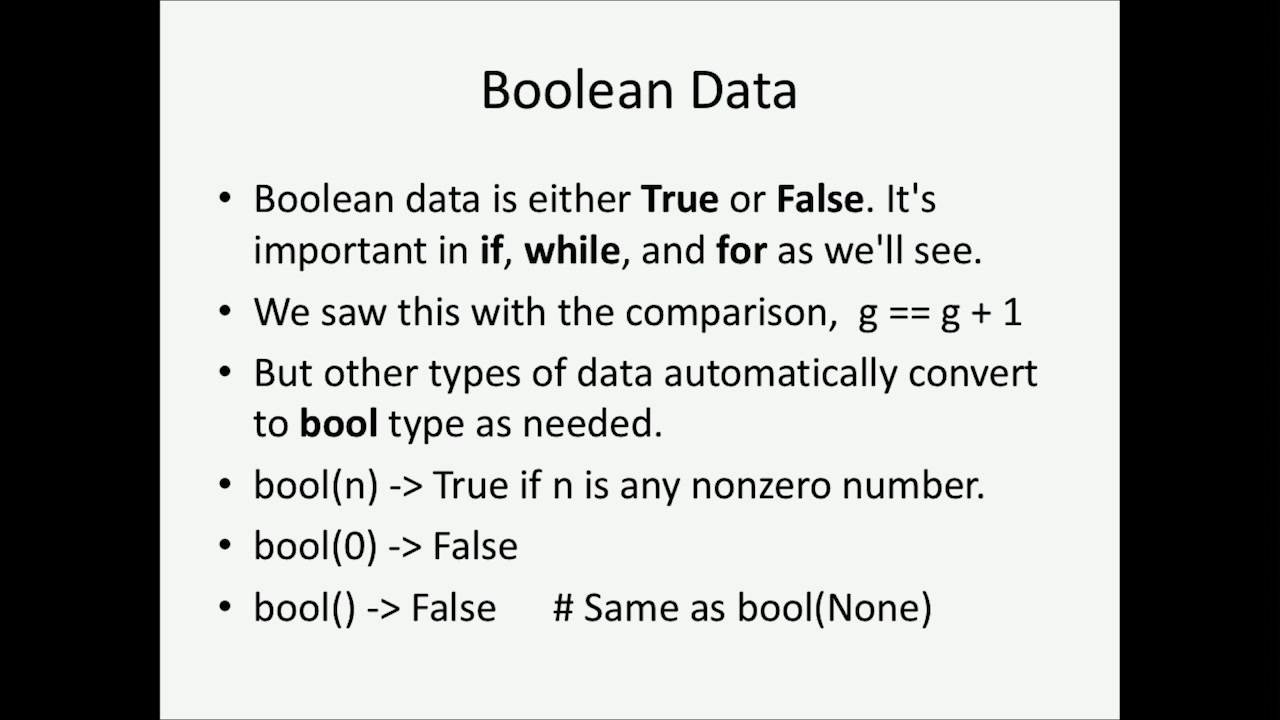 Boolean Data
• Boolean data is either True or False. It's
important in if, while, and for as we'll see.
• We saw this with the comparison,  g == g + 1
• But other types of data automatically convert
to bool type as needed.
• bool(n) -> True if n is any nonzero number.
• bool(0) -> False
• bool() -> False     # Same as bool(None)